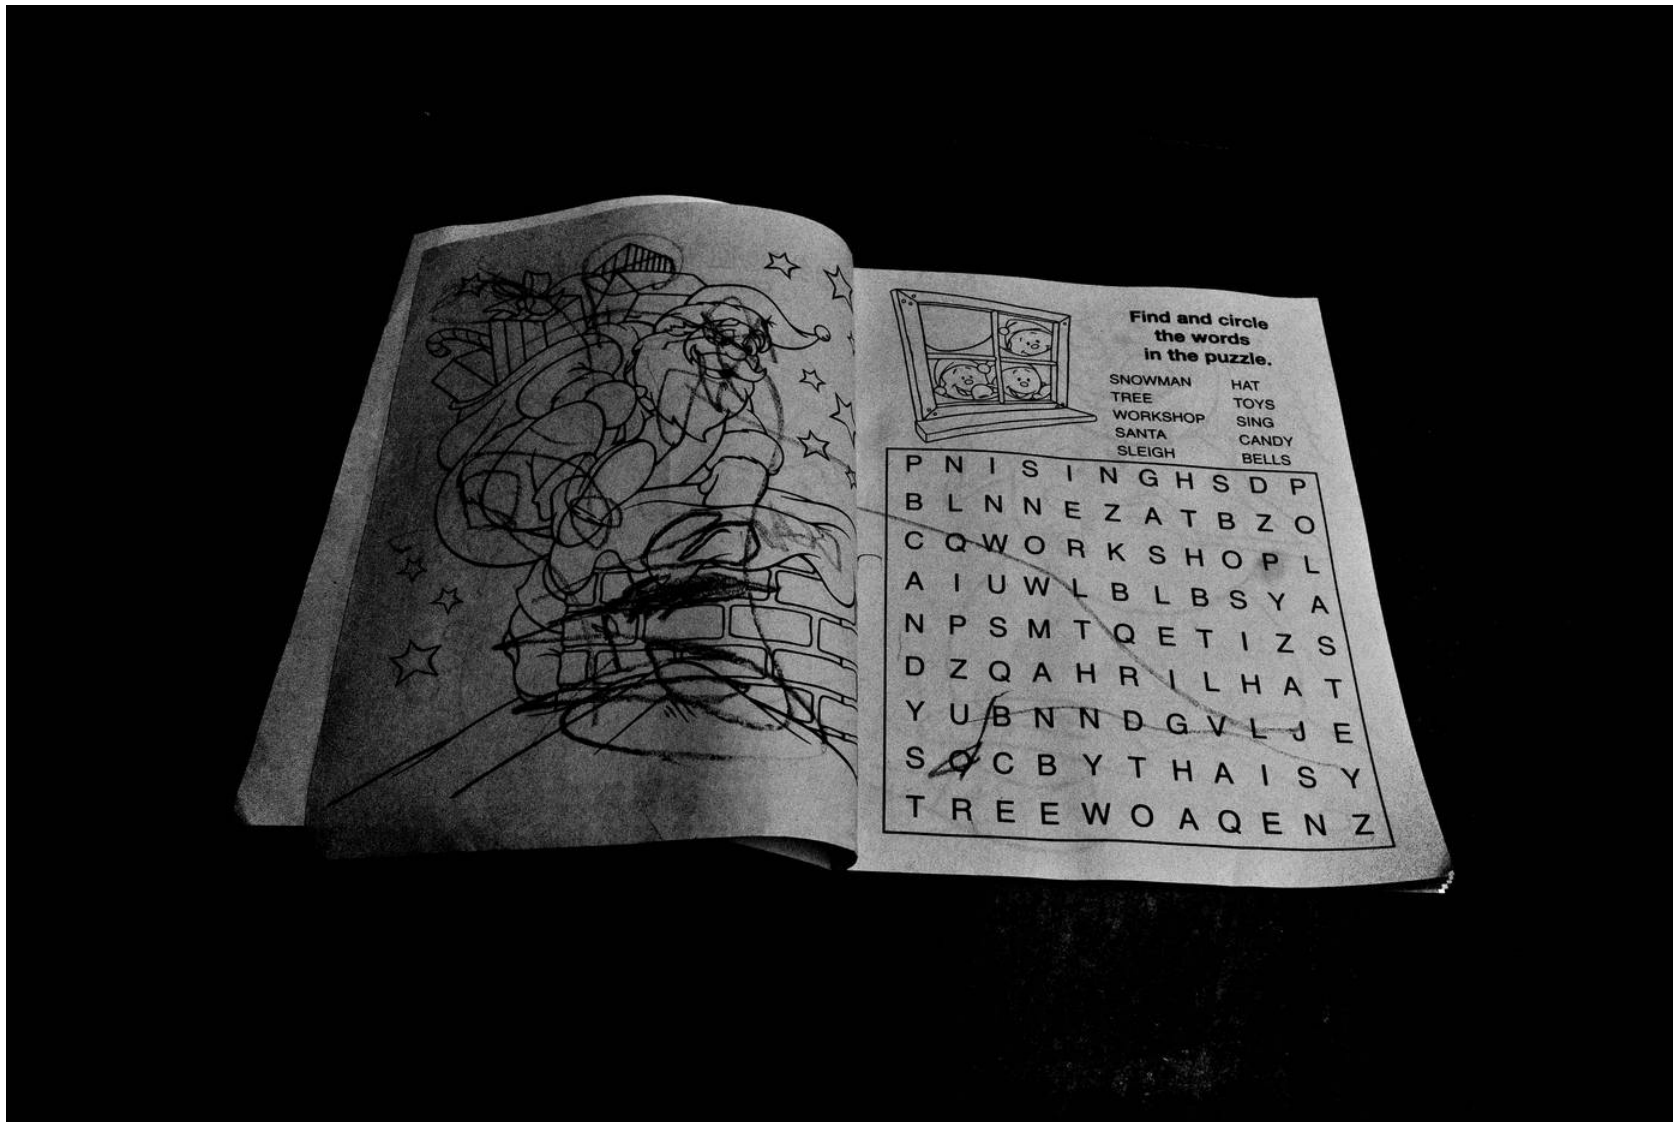 Find and circle
the words
in the puzzle.
SNOWMAN HAT
TREE TOYS
WORKSHOP SING
SANTA CANDY
SLEIGH BELLS
P N I S I N G H S D P
B L N N E Z A T B Z O
C Q W O R K S H O P L
A I U W L B L B S Y A
N P S M T Q E T I Z S
D Z Q A H R I L H A T
Y U B N N D G V L J E
S Q C B Y T H A I S Y
T R E E W O A Q E N Z